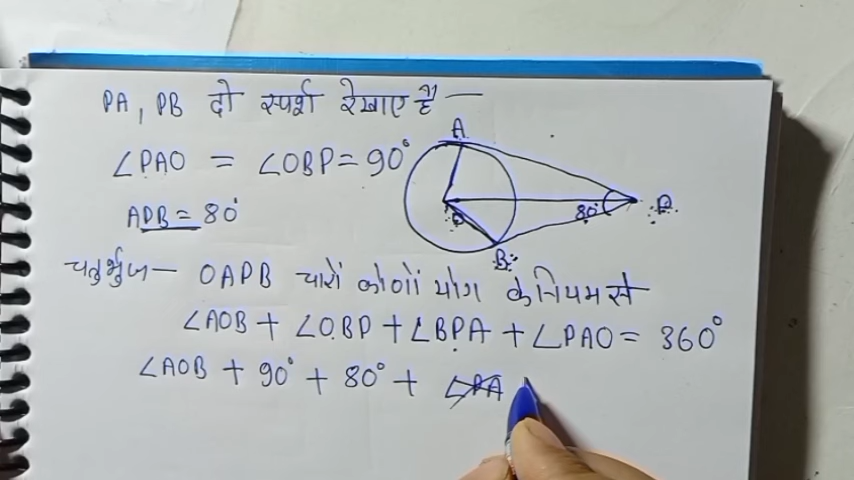 PA, PB दो स्पर्श रेखाए है —
∠PAO = ∠OBP = 90°
APB = 80°
A
O
80°
P
B
चतुर्भुज — OAPB चारों कोणों योग के नियम से
∠AOB + ∠OBP + ∠BPA + ∠PAO = 360°
∠AOB + 90° + 80° +